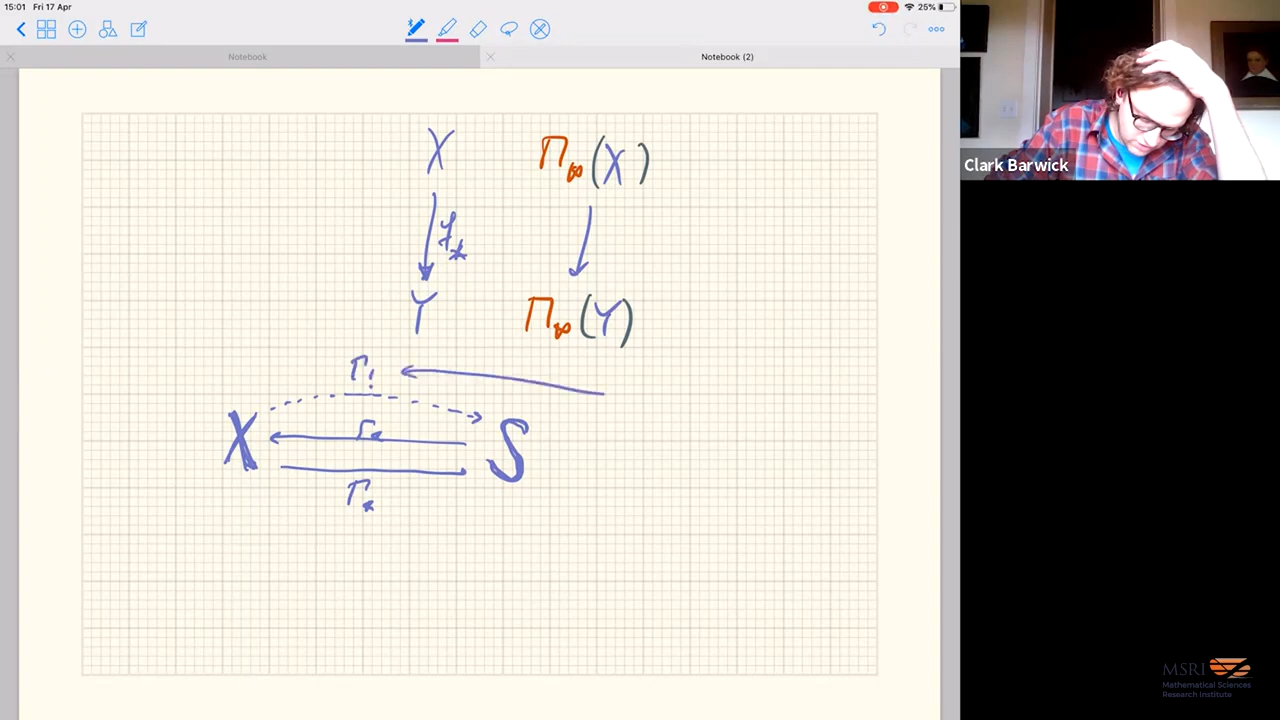 15:01 Fri 17 Apr
25%
Notebook
Notebook (2)
X Π∞(X)
f*
Y Π∞(Y)
Γ!
X Γ* S
Γ*
Clark Barwick
MSRI
Mathematical Sciences
Research Institute